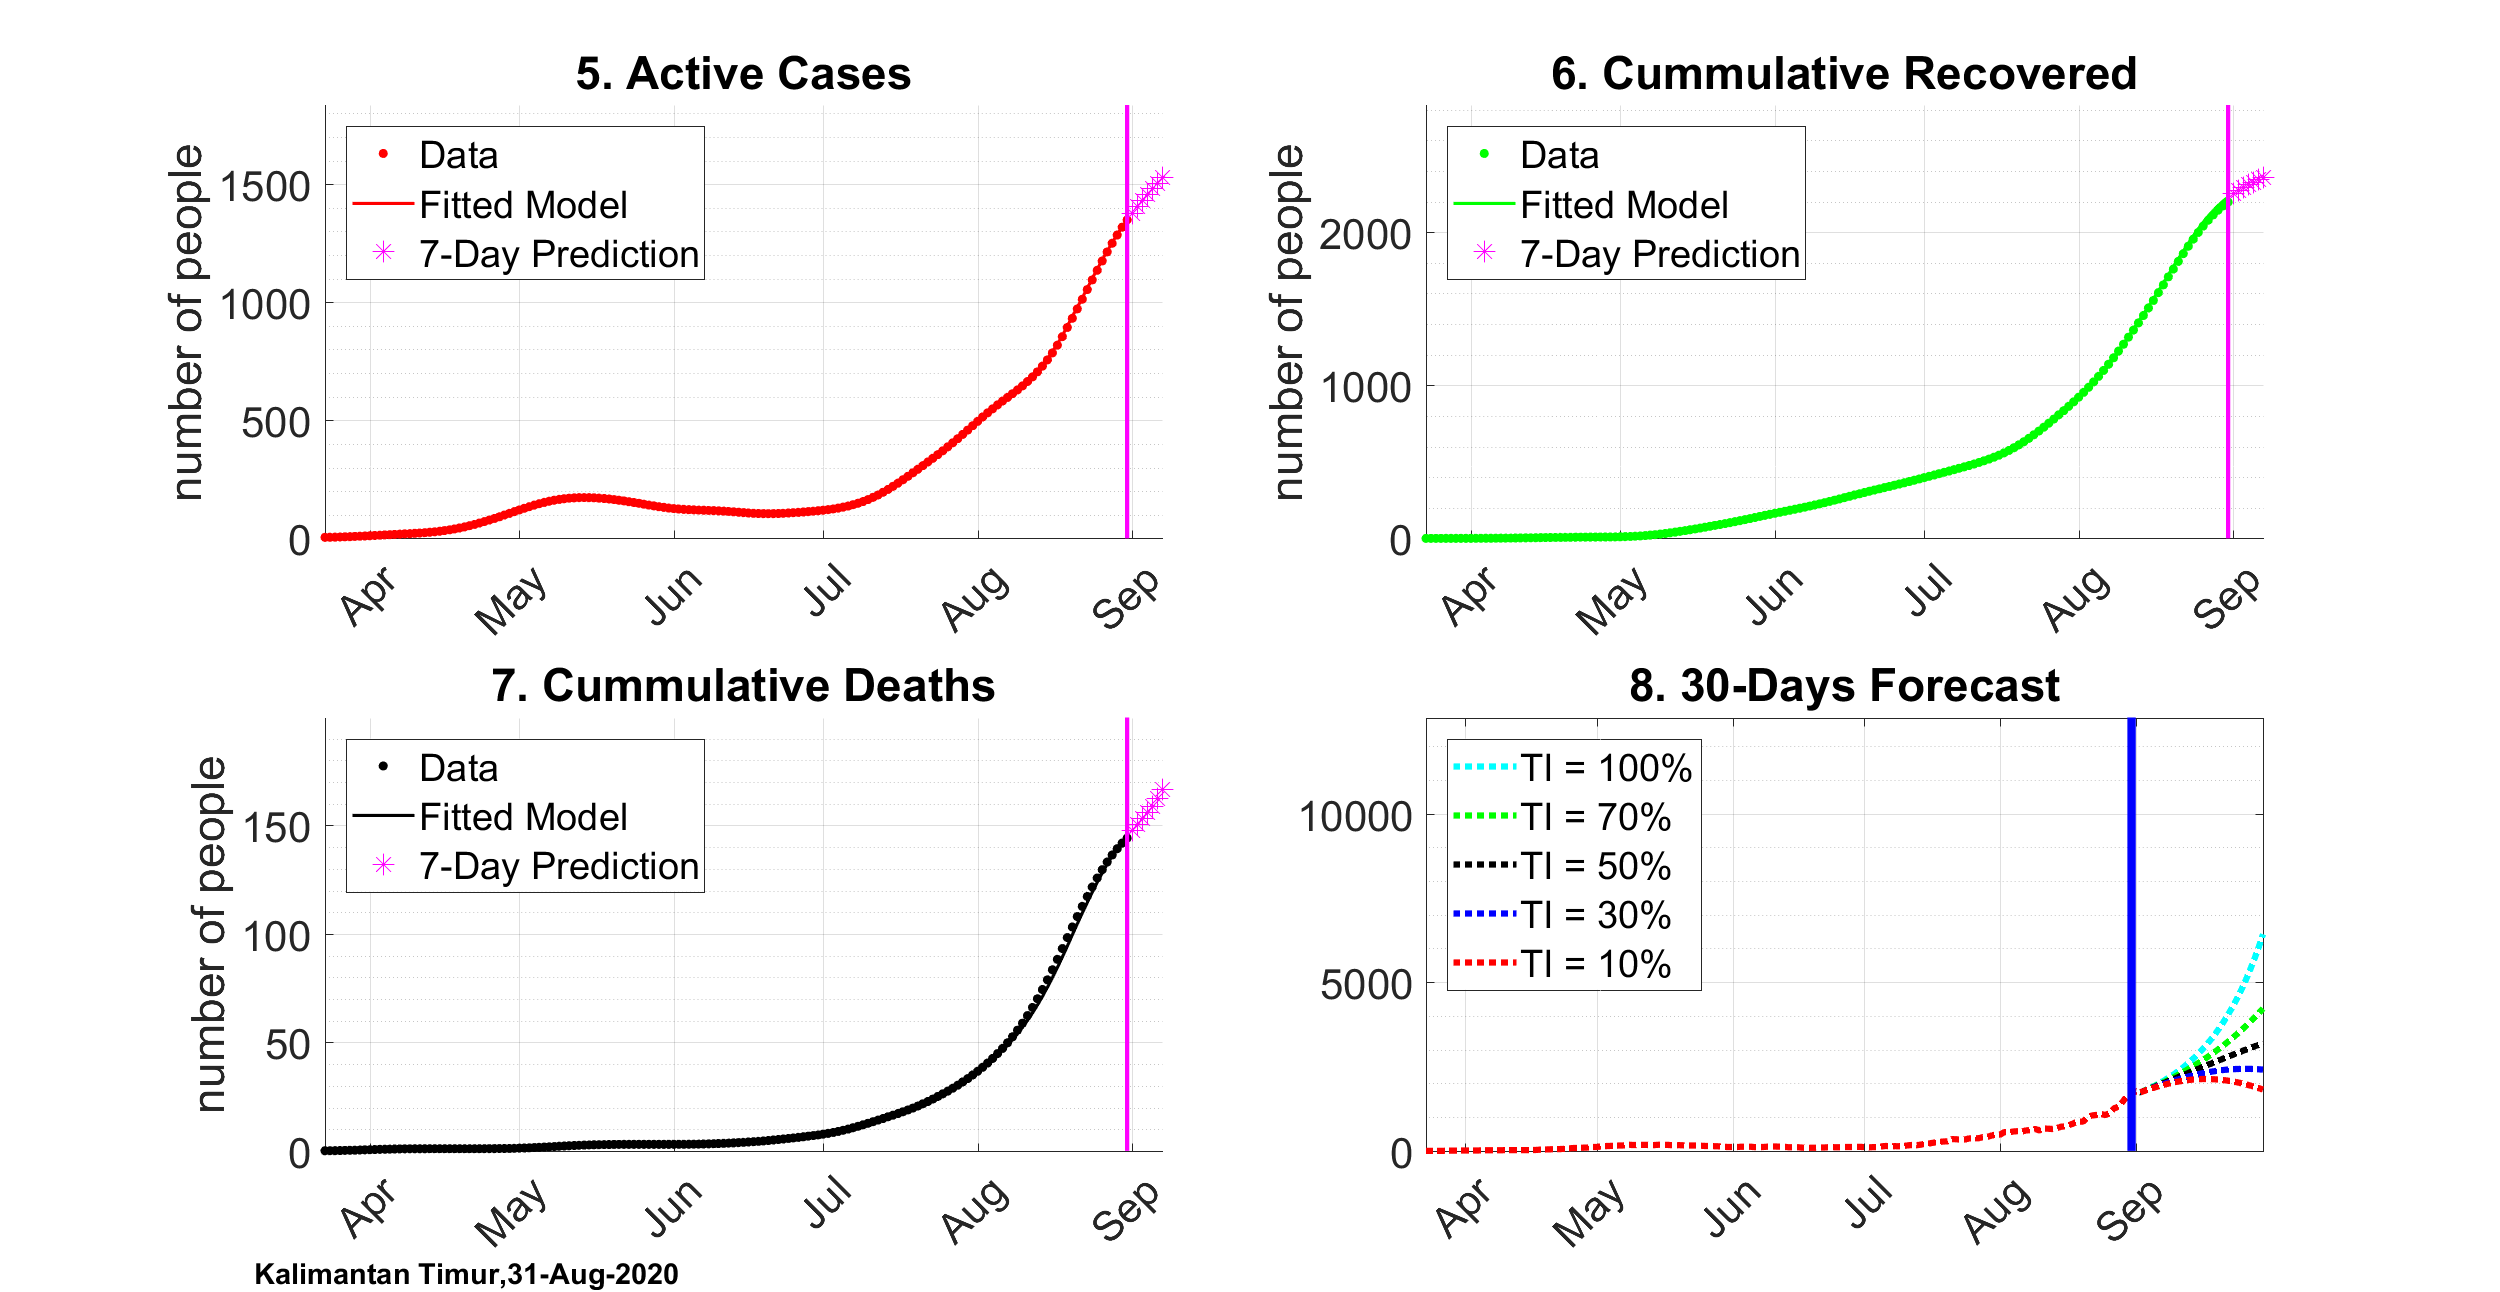 5. Active Cases
number of people
1500
1000
500
0
Data
Fitted Model
7-Day Prediction
Apr
May
Jun
Jul
Aug
Sep
6. Cummulative Recovered
number of people
2000
1000
0
Data
Fitted Model
7-Day Prediction
Apr
May
Jun
Jul
Aug
Sep
7. Cummulative Deaths
number of people
150
100
50
0
Data
Fitted Model
7-Day Prediction
Apr
May
Jun
Jul
Aug
Sep
8. 30-Days Forecast
10000
5000
0
TI = 100%
TI = 70%
TI = 50%
TI = 30%
TI = 10%
Apr
May
Jun
Jul
Aug
Sep
Kalimantan Timur,31-Aug-2020